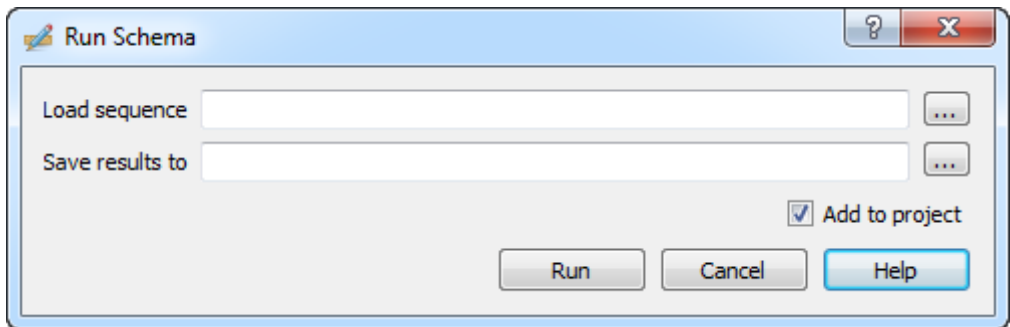 Run Schema
Load sequence ...
Save results to ...
Add to project
Run Cancel Help